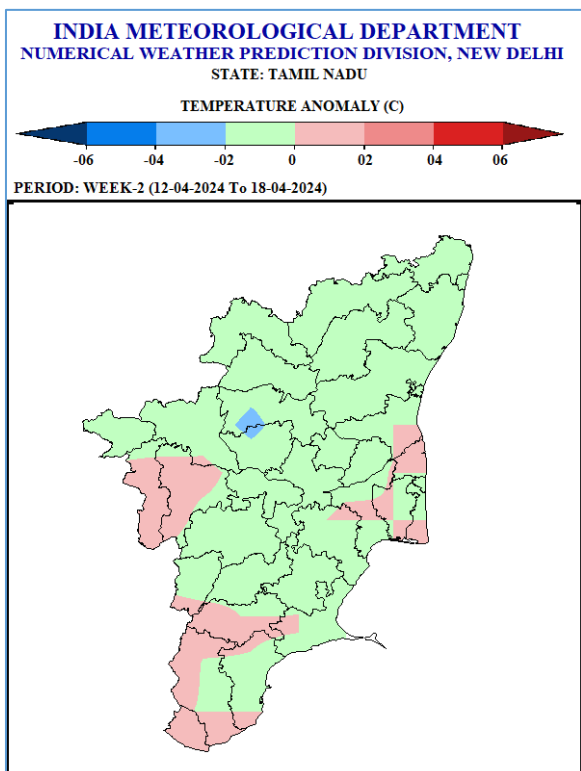 INDIA METEOROLOGICAL DEPARTMENT
NUMERICAL WEATHER PREDICTION DIVISION, NEW DELHI
STATE: TAMIL NADU
TEMPERATURE ANOMALY (C)
-06 -04 -02 0 02 04 06
PERIOD: WEEK-2 (12-04-2024 To 18-04-2024)